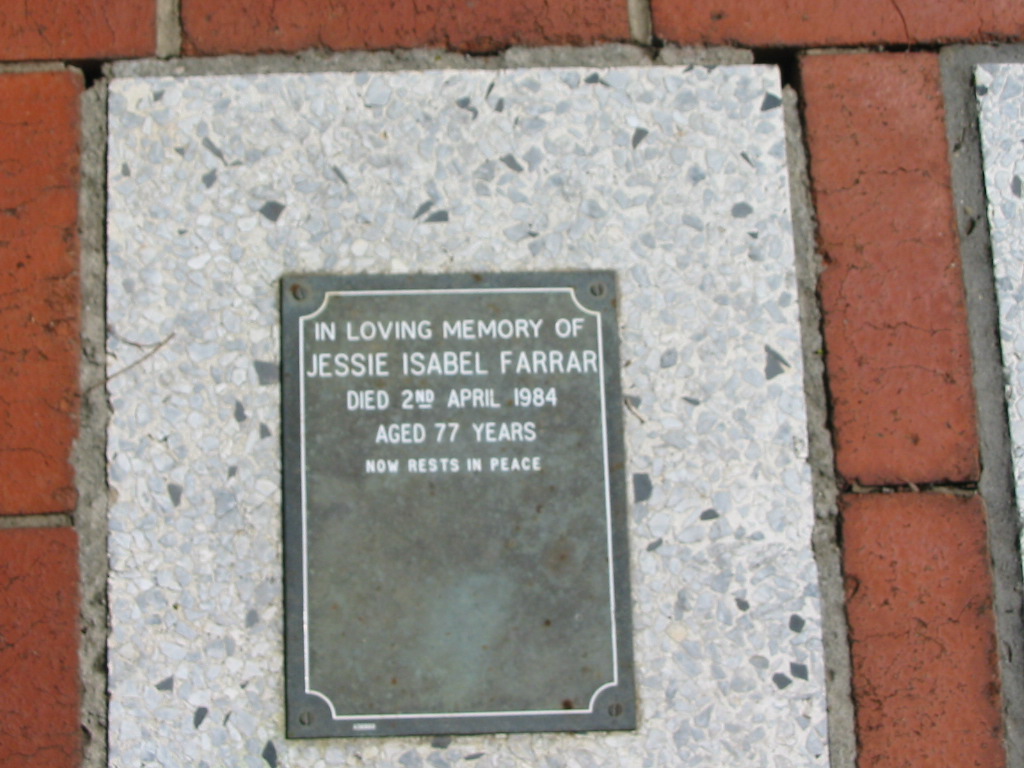 IN LOVING MEMORY OF
JESSIE ISABEL FARRAR
DIED 2ND APRIL 1984
AGED 77 YEARS
NOW RESTS IN PEACE